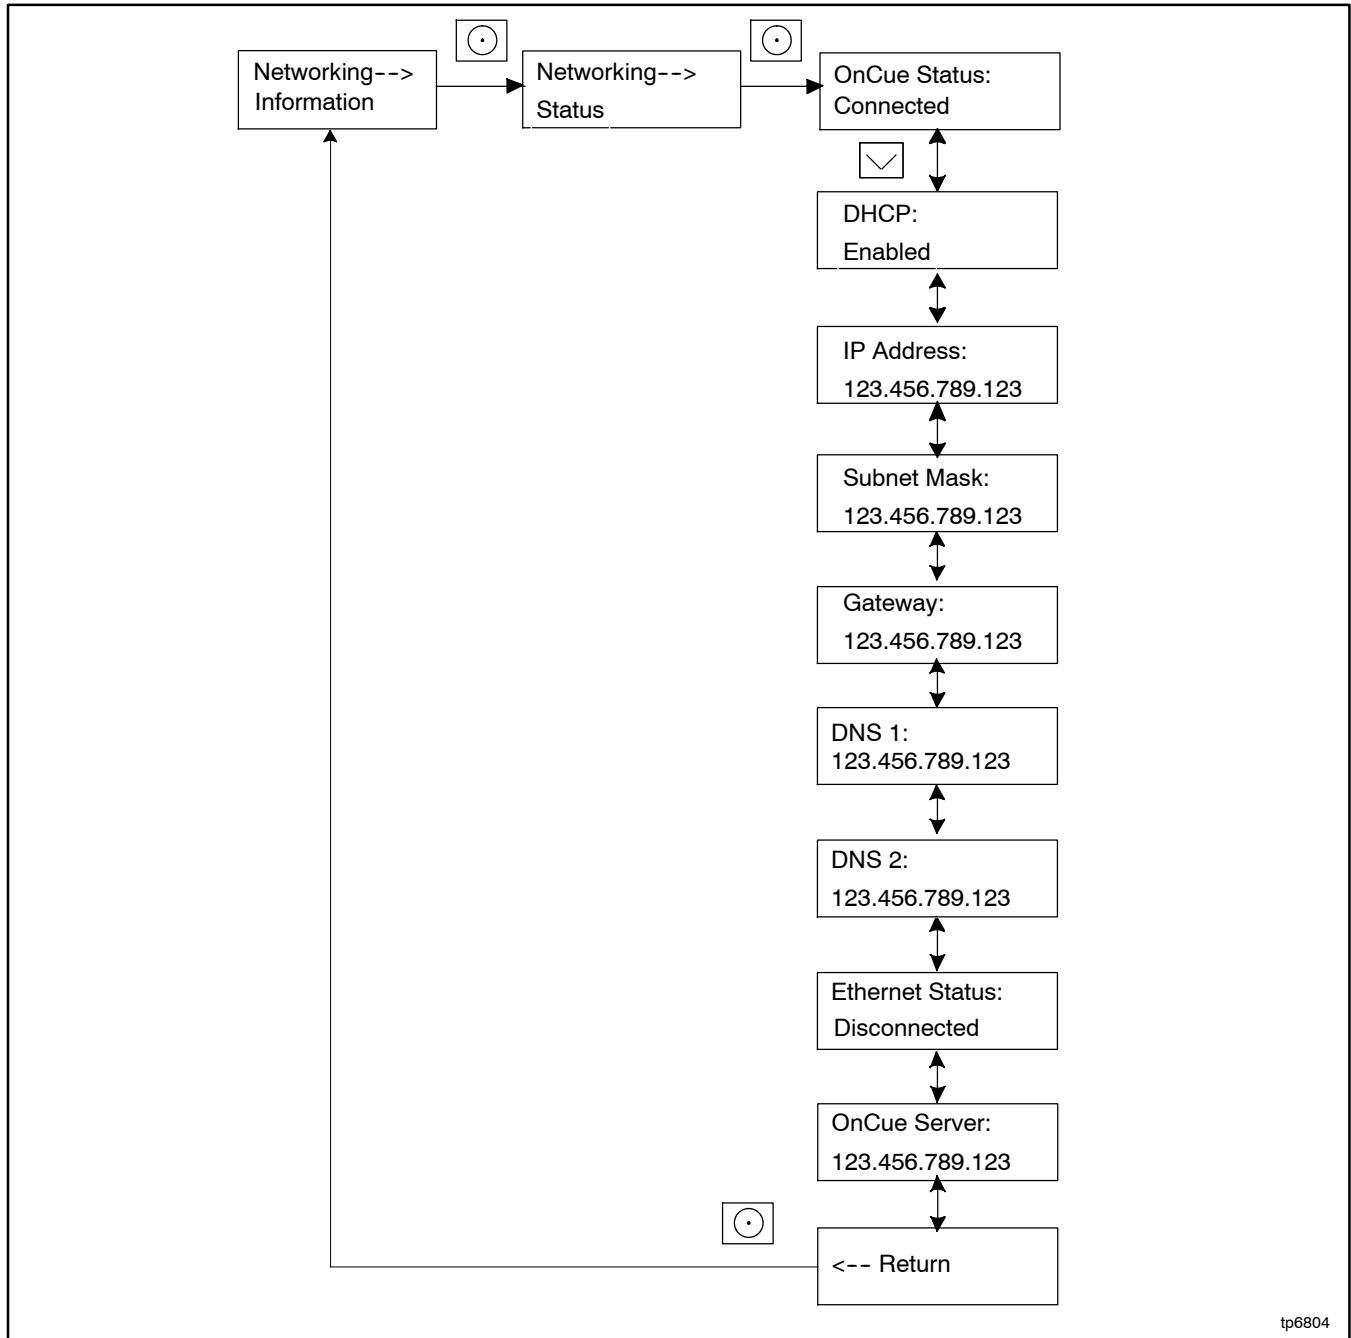 Networking-->
Information
Networking-->
Status
OnCue Status:
Connected
DHCP:
Enabled
IP Address:
123.456.789.123
Subnet Mask:
123.456.789.123
Gateway:
123.456.789.123
DNS 1:
123.456.789.123
DNS 2:
123.456.789.123
Ethernet Status:
Disconnected
OnCue Server:
123.456.789.123
<-- Return
tp6804